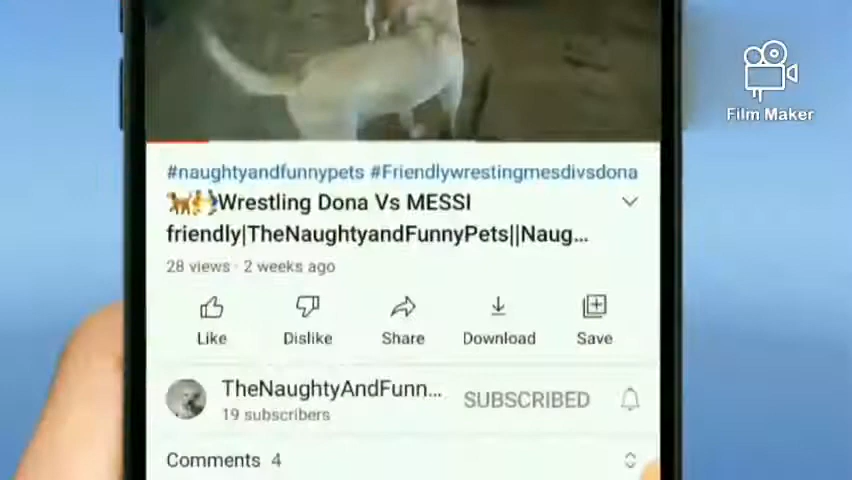 Film Maker
#naughtyandfunnypets #Friendlywrestingmesdivsdona
🐕🤼Wrestling Dona Vs MESSI
friendly|TheNaughtyandFunnyPets||Naug...
28 views · 2 weeks ago
Like Dislike Share Download Save
TheNaughtyAndFunn... SUBSCRIBED
19 subscribers
Comments 4